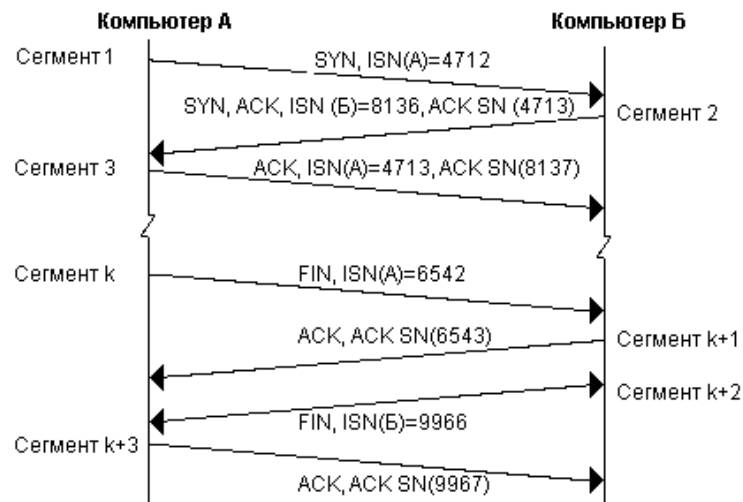 Компьютер А
Компьютер Б
Сегмент 1
SYN, ISN(A)=4712
SYN, ACK, ISN (Б)=8136, ACK SN (4713)
Сегмент 2
Сегмент 3
ACK, ISN(A)=4713, ACK SN(8137)
Сегмент k
FIN, ISN(A)=6542
ACK, ACK SN(6543)
Сегмент k+1
Сегмент k+2
FIN, ISN(Б)=9966
Сегмент k+3
ACK, ACK SN(9967)